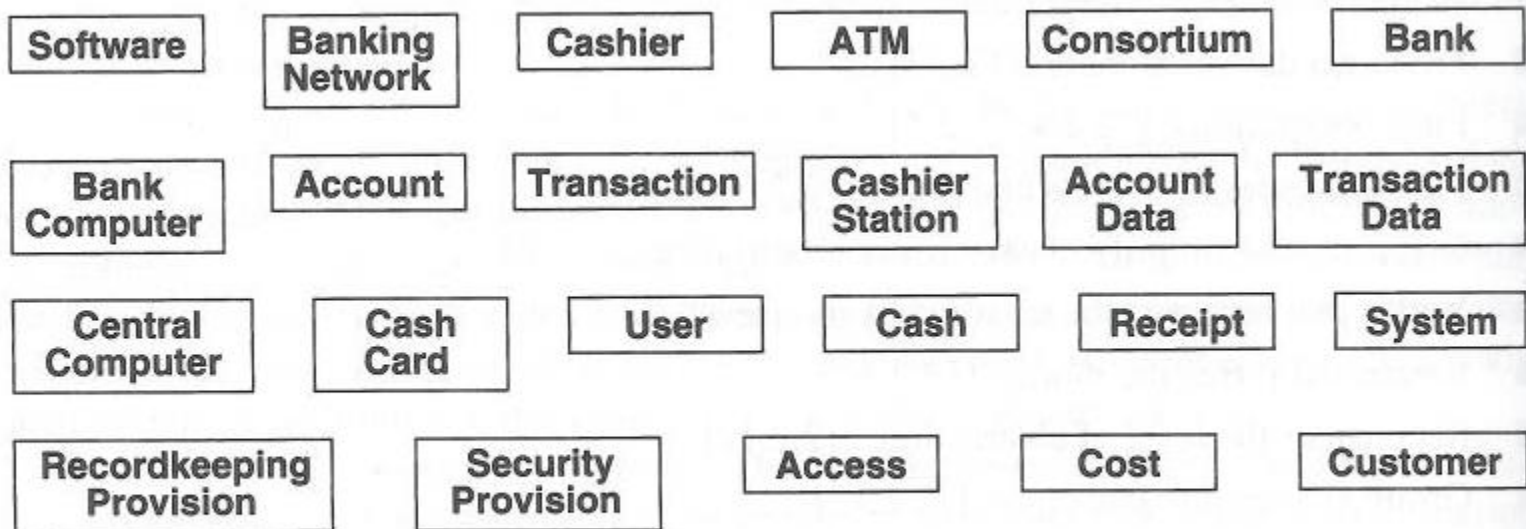 Software
Banking
Network
Cashier
ATM
Consortium
Bank
Bank
Computer
Account
Transaction
Cashier
Station
Account
Data
Transaction
Data
Central
Computer
Cash
Card
User
Cash
Receipt
System
Recordkeeping
Provision
Security
Provision
Access
Cost
Customer